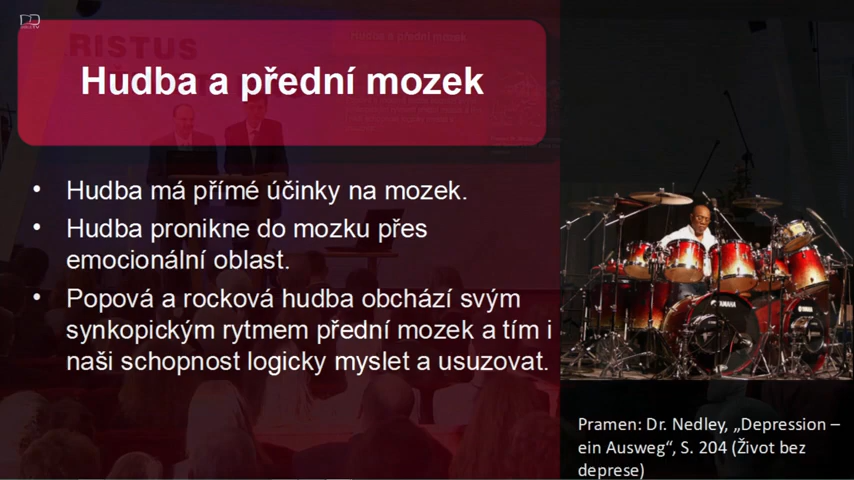 RISTUS
Hudba a přední mozek
• Hudba má přímé účinky na mozek.
• Hudba pronikne do mozku přes
emocionální oblast.
• Popová a rocková hudba obchází svým
synkopickým rytmem přední mozek a tím i
naši schopnost logicky myslet a usuzovat.
YAMAHA
Pramen: Dr. Nedley, „Depression –
ein Ausweg“, S. 204 (Život bez
deprese)